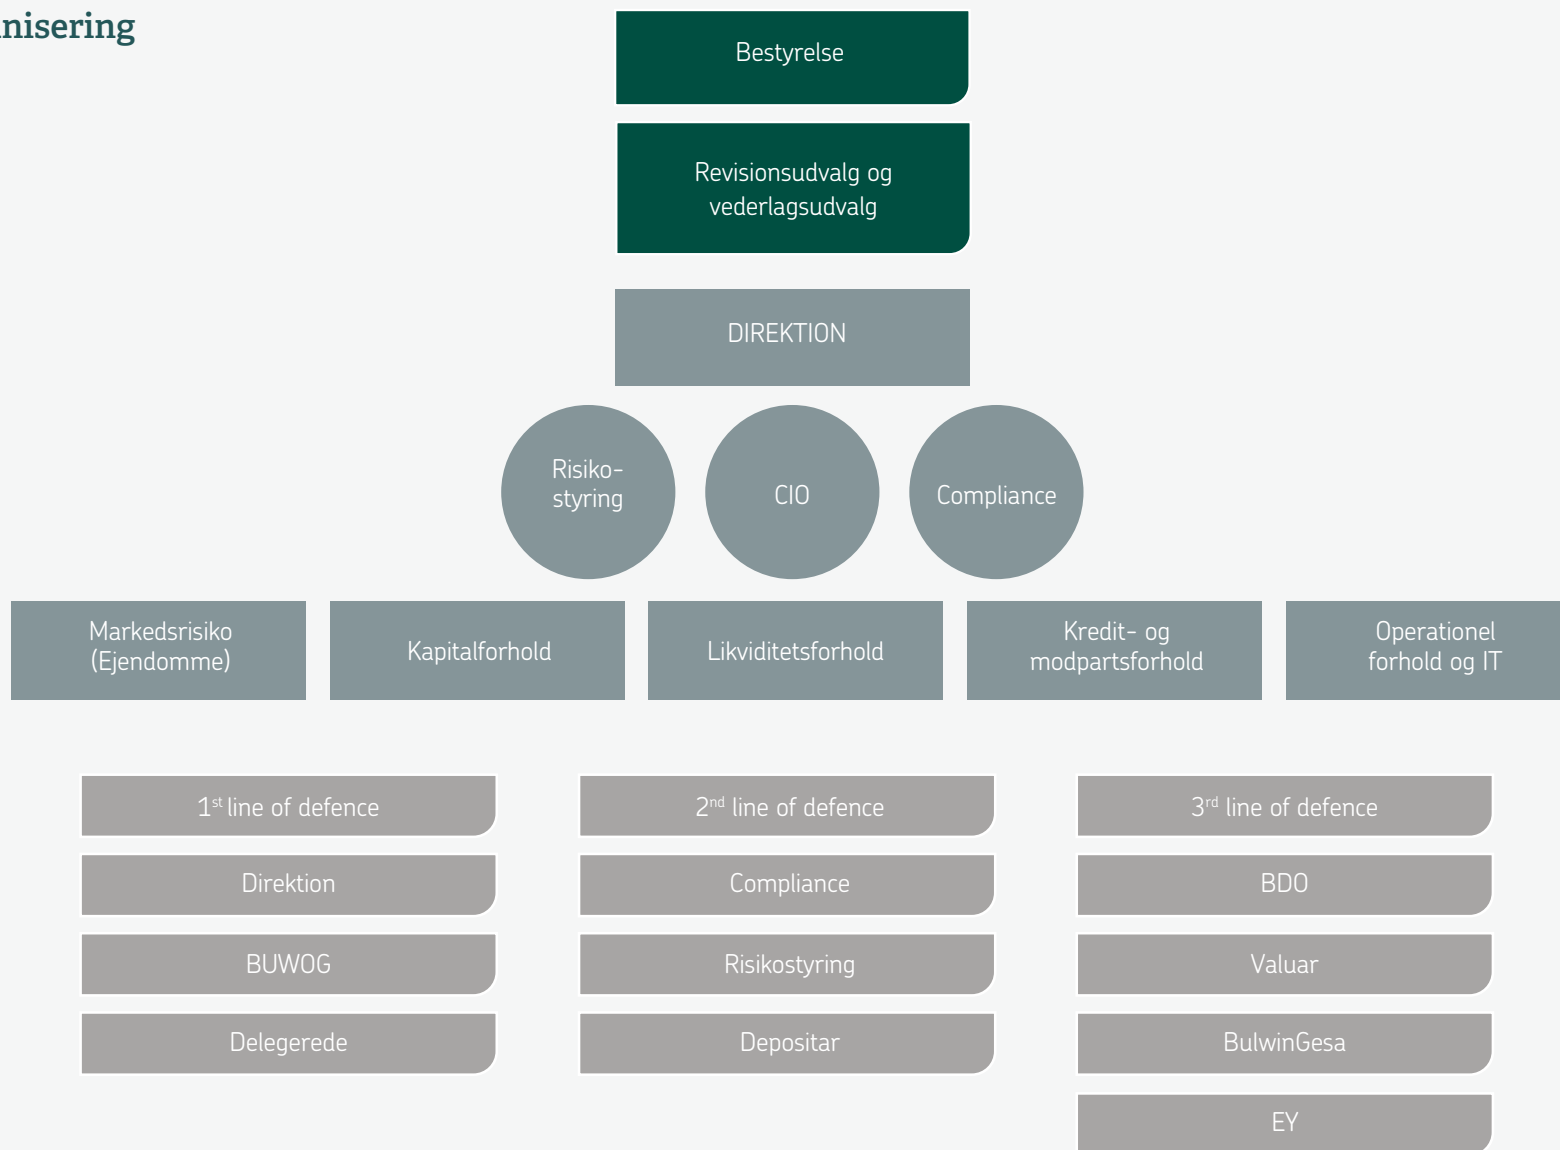 nisering
Bestyrelse
Revisionsudvalg og
vederlagsudvalg
DIREKTION
Risiko-
styring
CIO
Compliance
Markedsrisiko
(Ejendomme)
Kapitalforhold
Likviditetsforhold
Kredit- og
modpartsforhold
Operationel
forhold og IT
1st line of defence
2nd line of defence
3rd line of defence
Direktion
Compliance
BDO
BUWOG
Risikostyring
Valuar
Delegerede
Depositar
BulwinGesa
EY